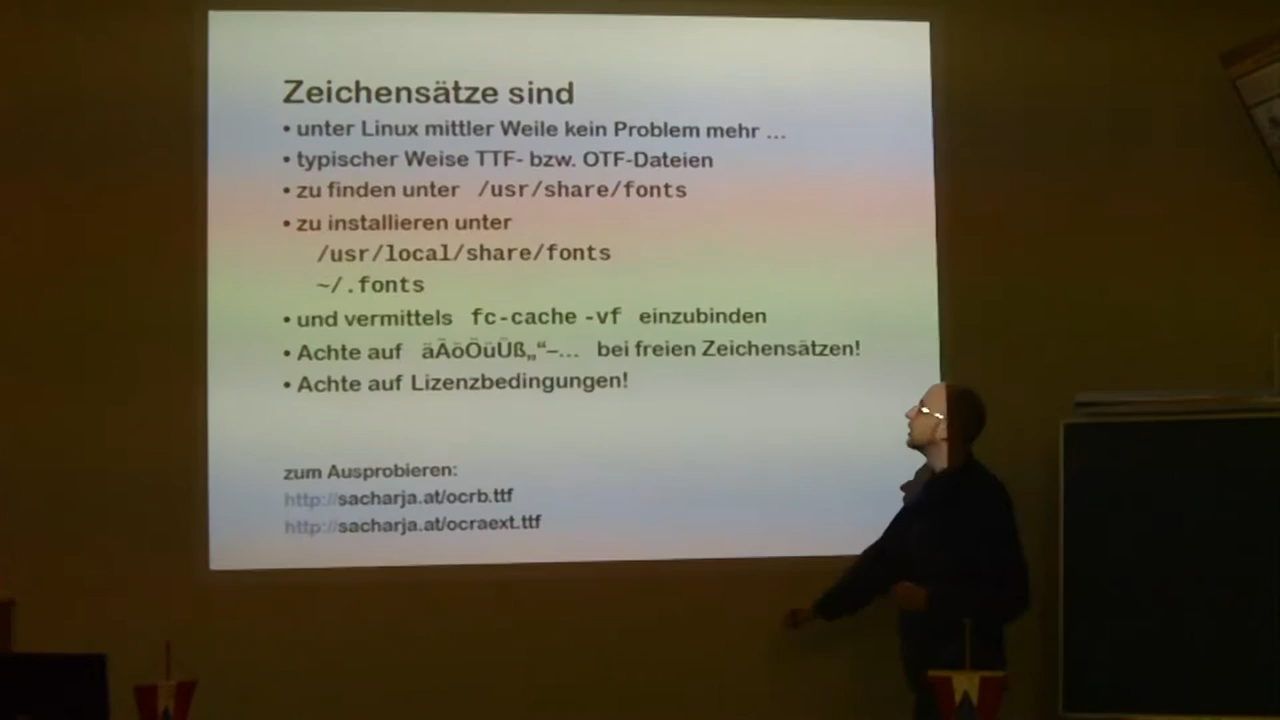 Zeichensätze sind
• unter Linux mittler Weile kein Problem mehr ...
• typischer Weise TTF- bzw. OTF-Dateien
• zu finden unter /usr/share/fonts
• zu installieren unter
/usr/local/share/fonts
~/.fonts
• und vermittels fc-cache -vf einzubinden
• Achte auf äÄöÖüÜß„“–... bei freien Zeichensätzen!
• Achte auf Lizenzbedingungen!
zum Ausprobieren:
http://sacharja.at/ocrb.ttf
http://sacharja.at/ocraext.ttf